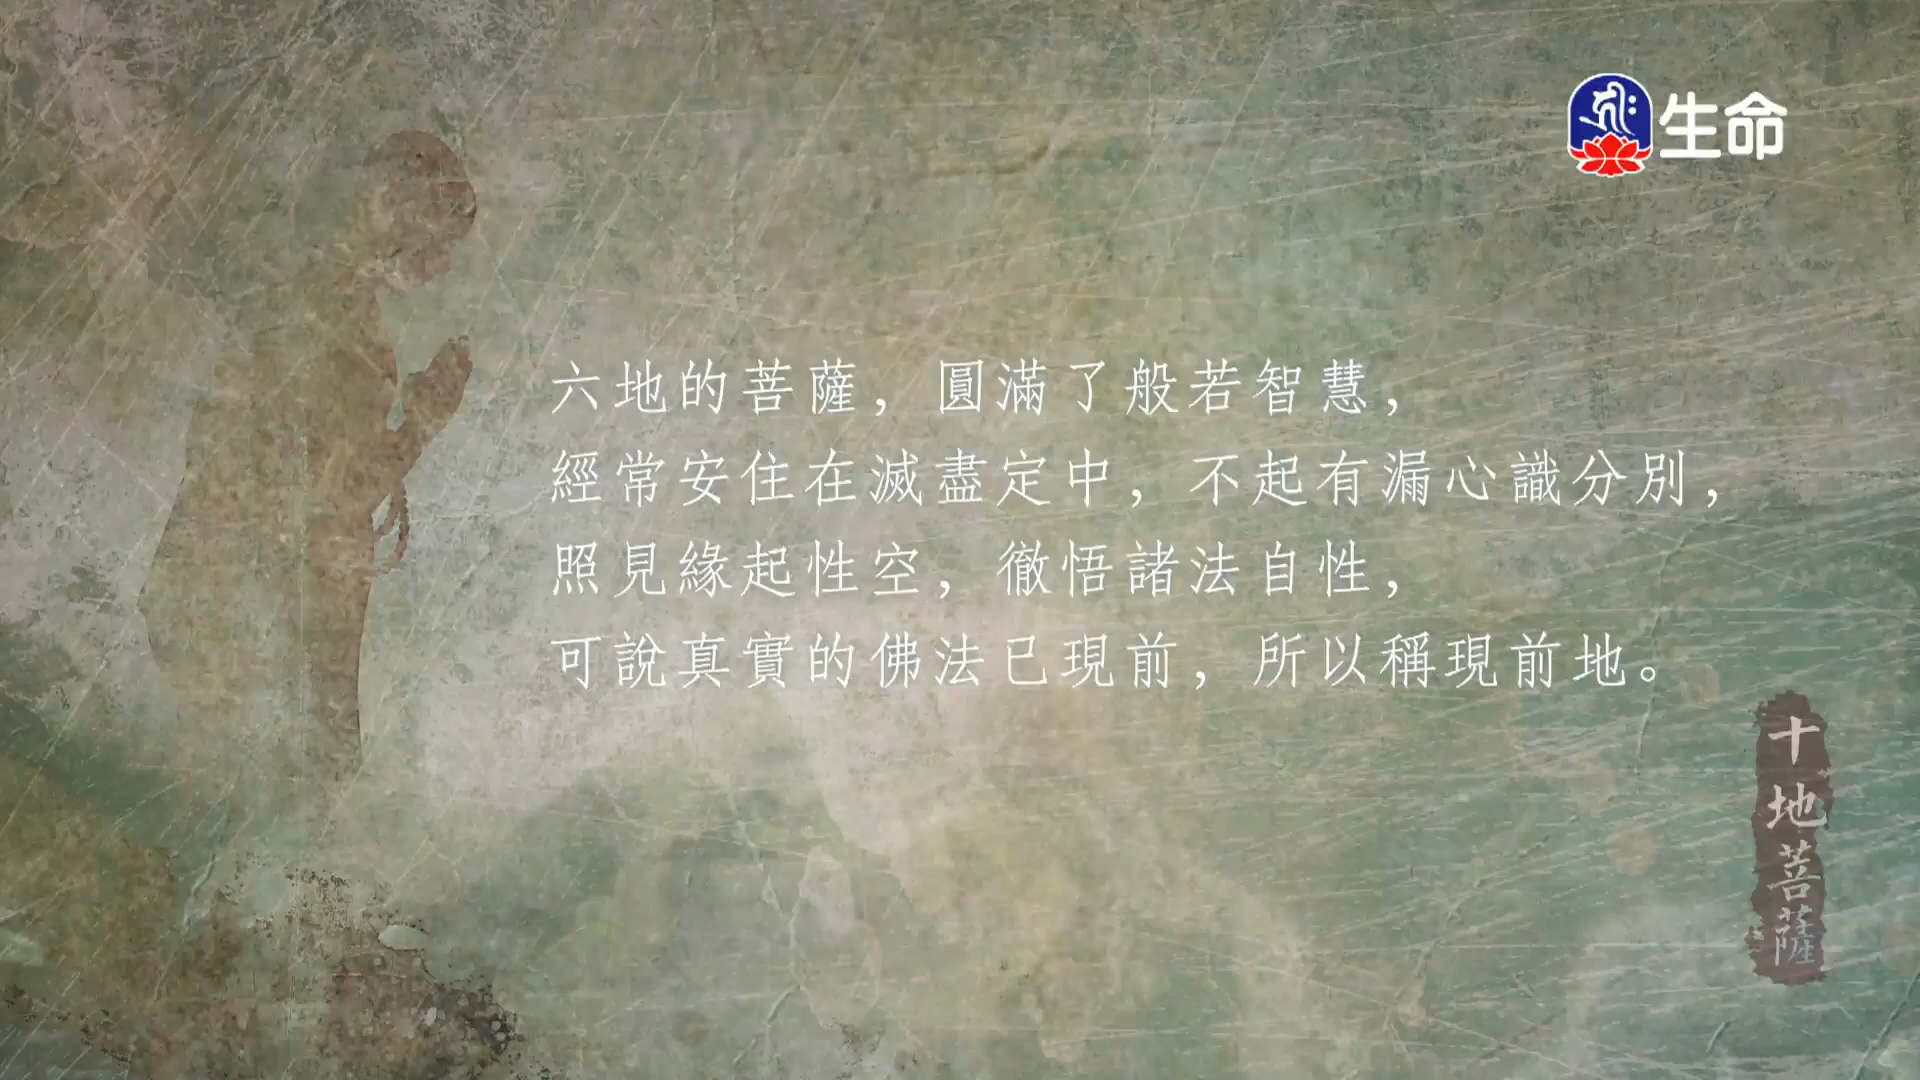 生命
六地的菩薩，圓滿了般若智慧，
經常安住在滅盡定中，不起有漏心識分別，
照見緣起性空，徹悟諸法自性，
可說真實的佛法已現前，所以稱現前地。
十地菩薩